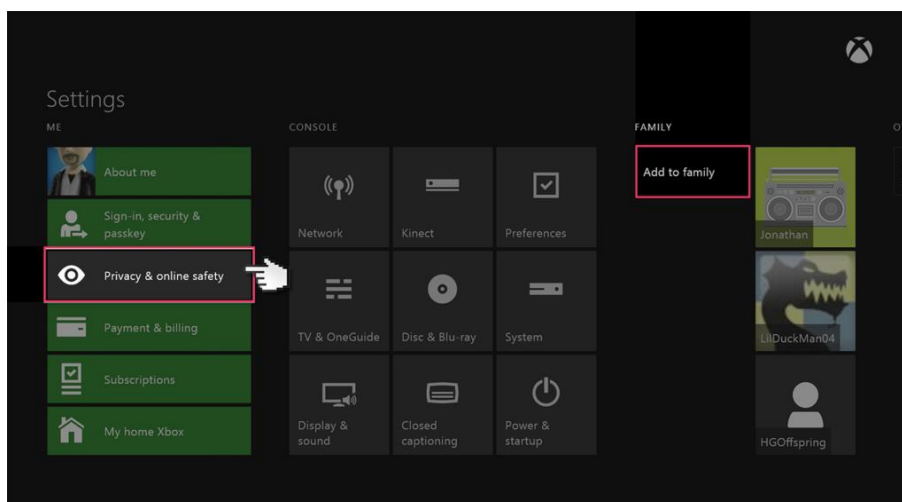 Settings
ME
About me
Sign-in, security &
passkey
Privacy & online safety
Payment & billing
Subscriptions
My home Xbox
CONSOLE
Network
Kinect
Preferences
TV & OneGuide
Disc & Blu-ray
System
Display &
sound
Closed
captioning
Power &
startup
FAMILY
Add to family
Jonathan
LilDuckMan04
HGOffspring